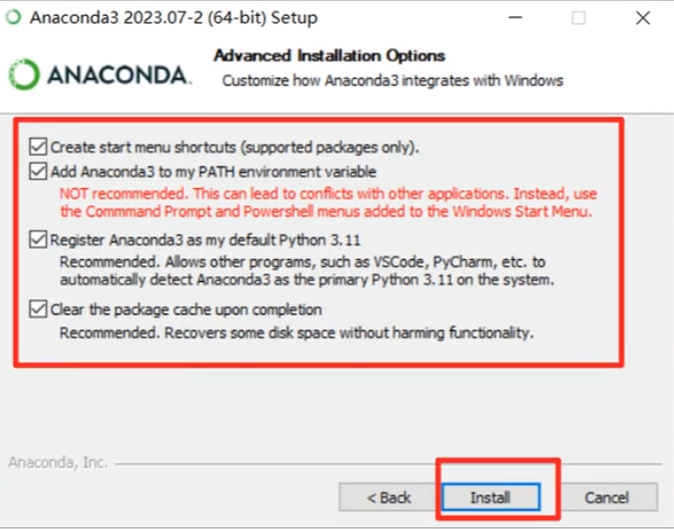 Anaconda3 2023.07-2 (64-bit) Setup
ANACONDA.
Advanced Installation Options
Customize how Anaconda3 integrates with Windows
Create start menu shortcuts (supported packages only).
Add Anaconda3 to my PATH environment variable
NOT recommended. This can lead to conflicts with other applications. Instead, use
the Commmand Prompt and Powershell menus added to the Windows Start Menu.
Register Anaconda3 as my default Python 3.11
Recommended. Allows other programs, such as VSCode, PyCharm, etc. to
automatically detect Anaconda3 as the primary Python 3.11 on the system.
Clear the package cache upon completion
Recommended. Recovers some disk space without harming functionality.
Anaconda, Inc.
< Back
Install
Cancel